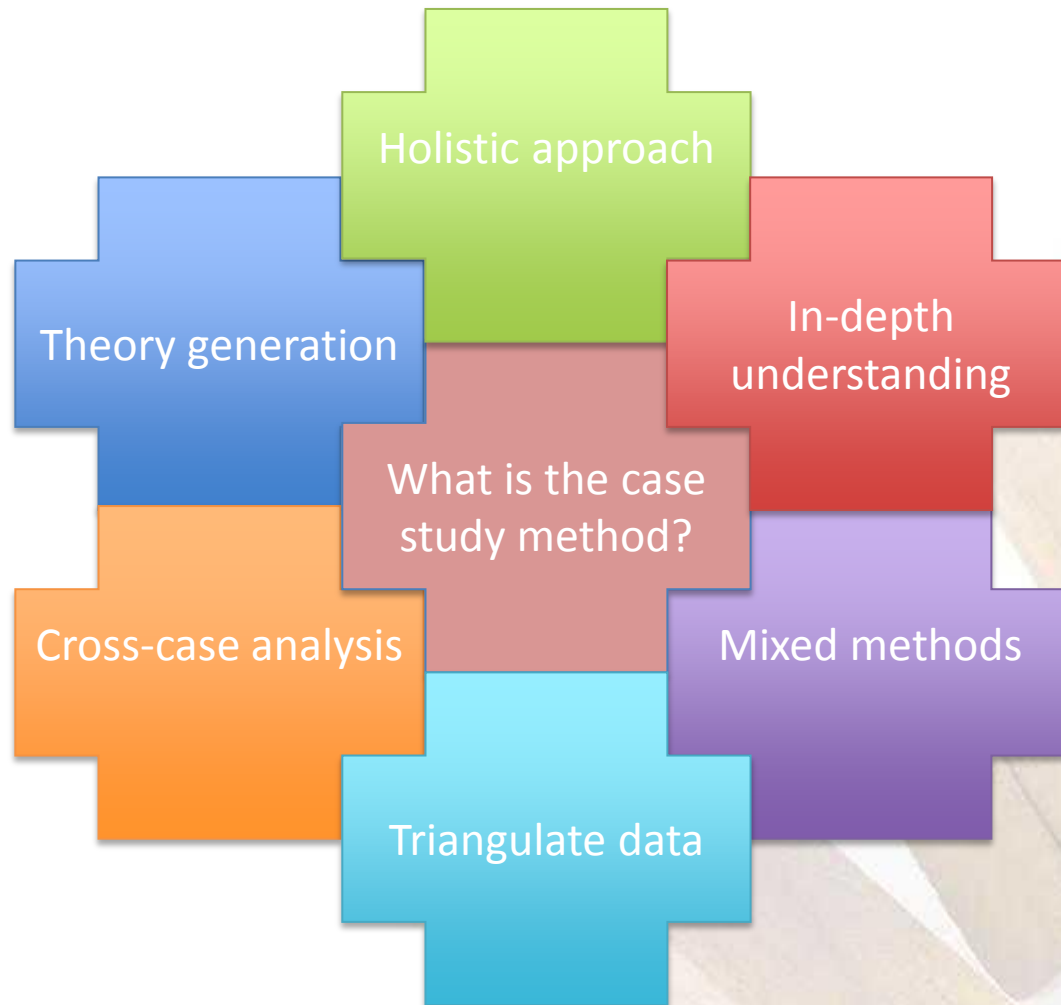 Holistic approach
In-depth
understanding
Theory generation
What is the case
study method?
Cross-case analysis
Mixed methods
Triangulate data